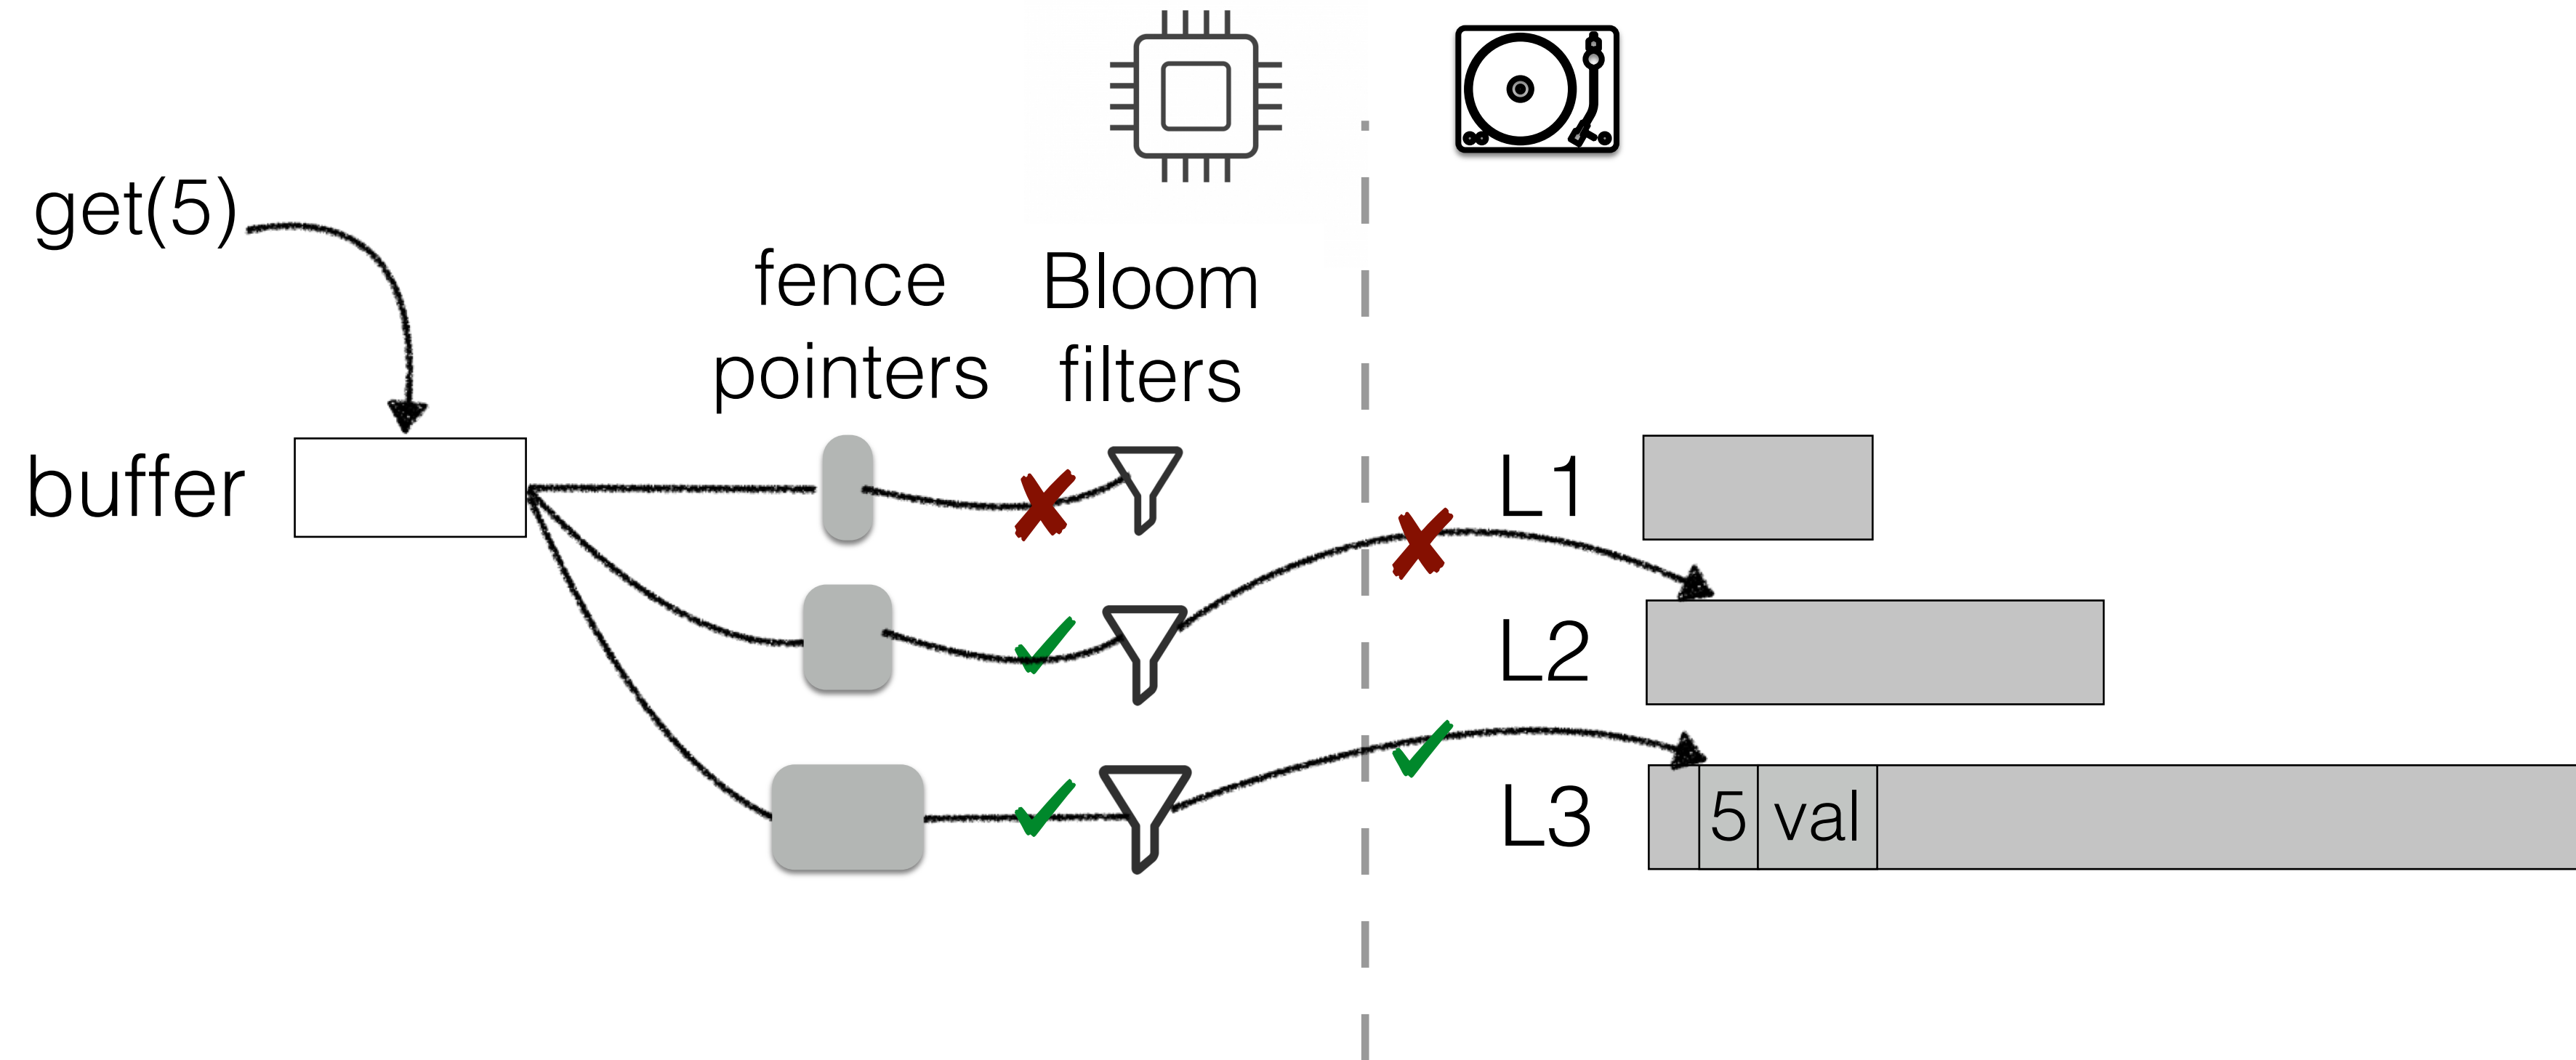 get(5)
fence
pointers
Bloom
filters
buffer
L1
L2
L3
5
val